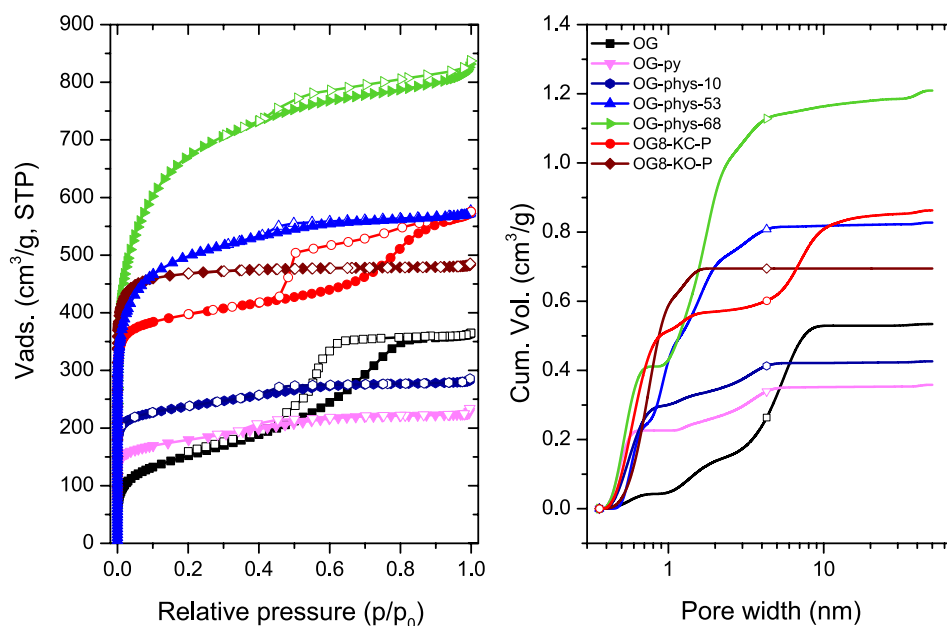 900
800
700
600
500
400
300
200
100
0
0.0 0.2 0.4 0.6 0.8 1.0
Vads. (cm³/g, STP)
Relative pressure (p/p₀)
1.4
1.2
1.0
0.8
0.6
0.4
0.2
0.0
1 10
Cum. Vol. (cm³/g)
Pore width (nm)
OG
OG-py
OG-phys-10
OG-phys-53
OG-phys-68
OG8-KC-P
OG8-KO-P